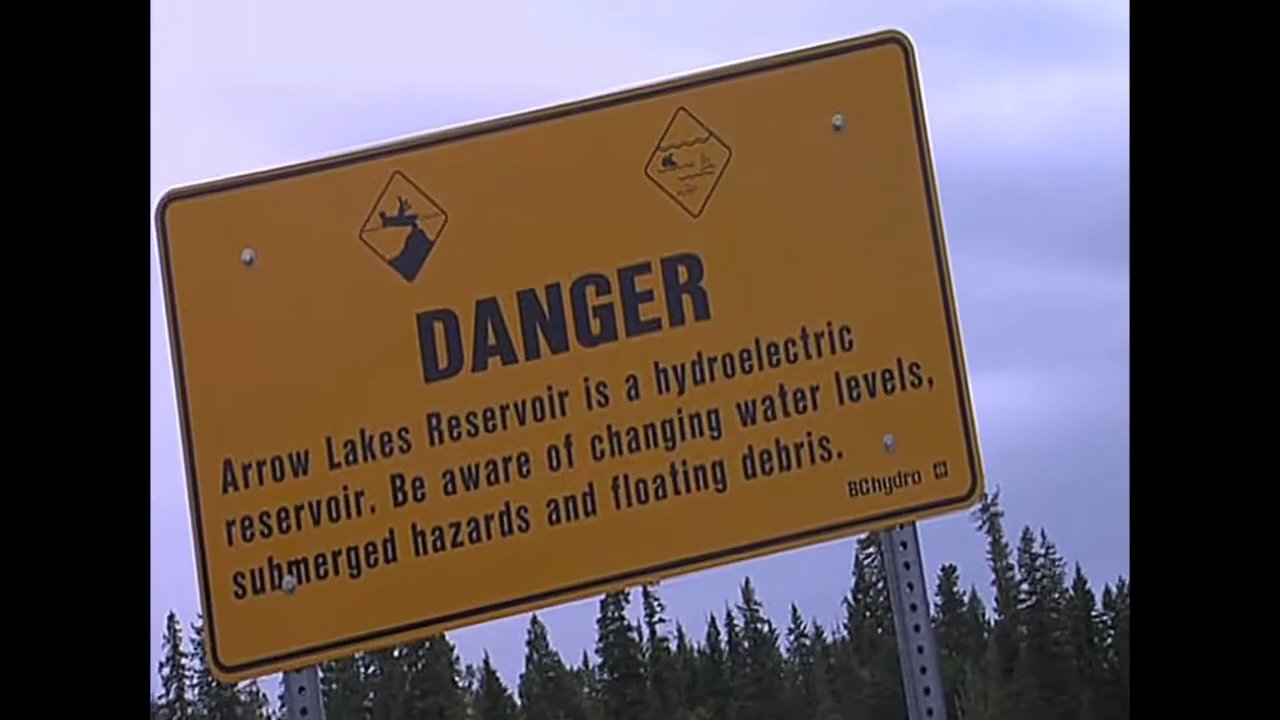 DANGER
Arrow Lakes Reservoir is a hydroelectric
reservoir. Be aware of changing water levels,
submerged hazards and floating debris.
BChydro